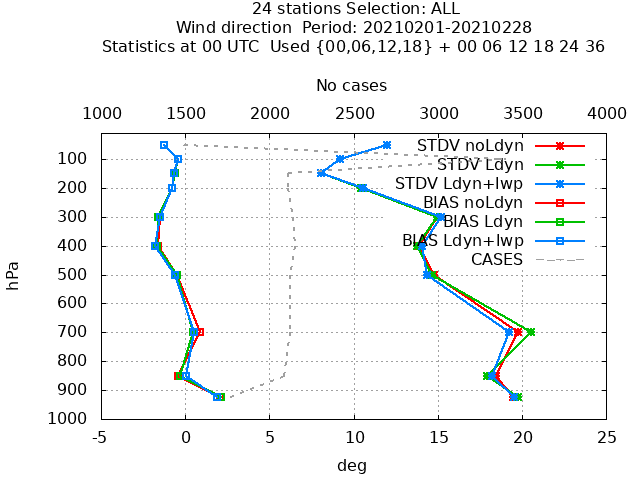 24 stations Selection: ALL
Wind direction  Period: 20210201-20210228
Statistics at 00 UTC  Used {00,06,12,18} + 00 06 12 18 24 36
No cases
1000 1500 2000 2500 3000 3500 4000
STDV noLdyn
STDV Ldyn
STDV Ldyn+lwp
BIAS noLdyn
BIAS Ldyn
BIAS Ldyn+lwp
CASES
hPa
100
200
300
400
500
600
700
800
900
1000
-5 0 5 10 15 20 25
deg